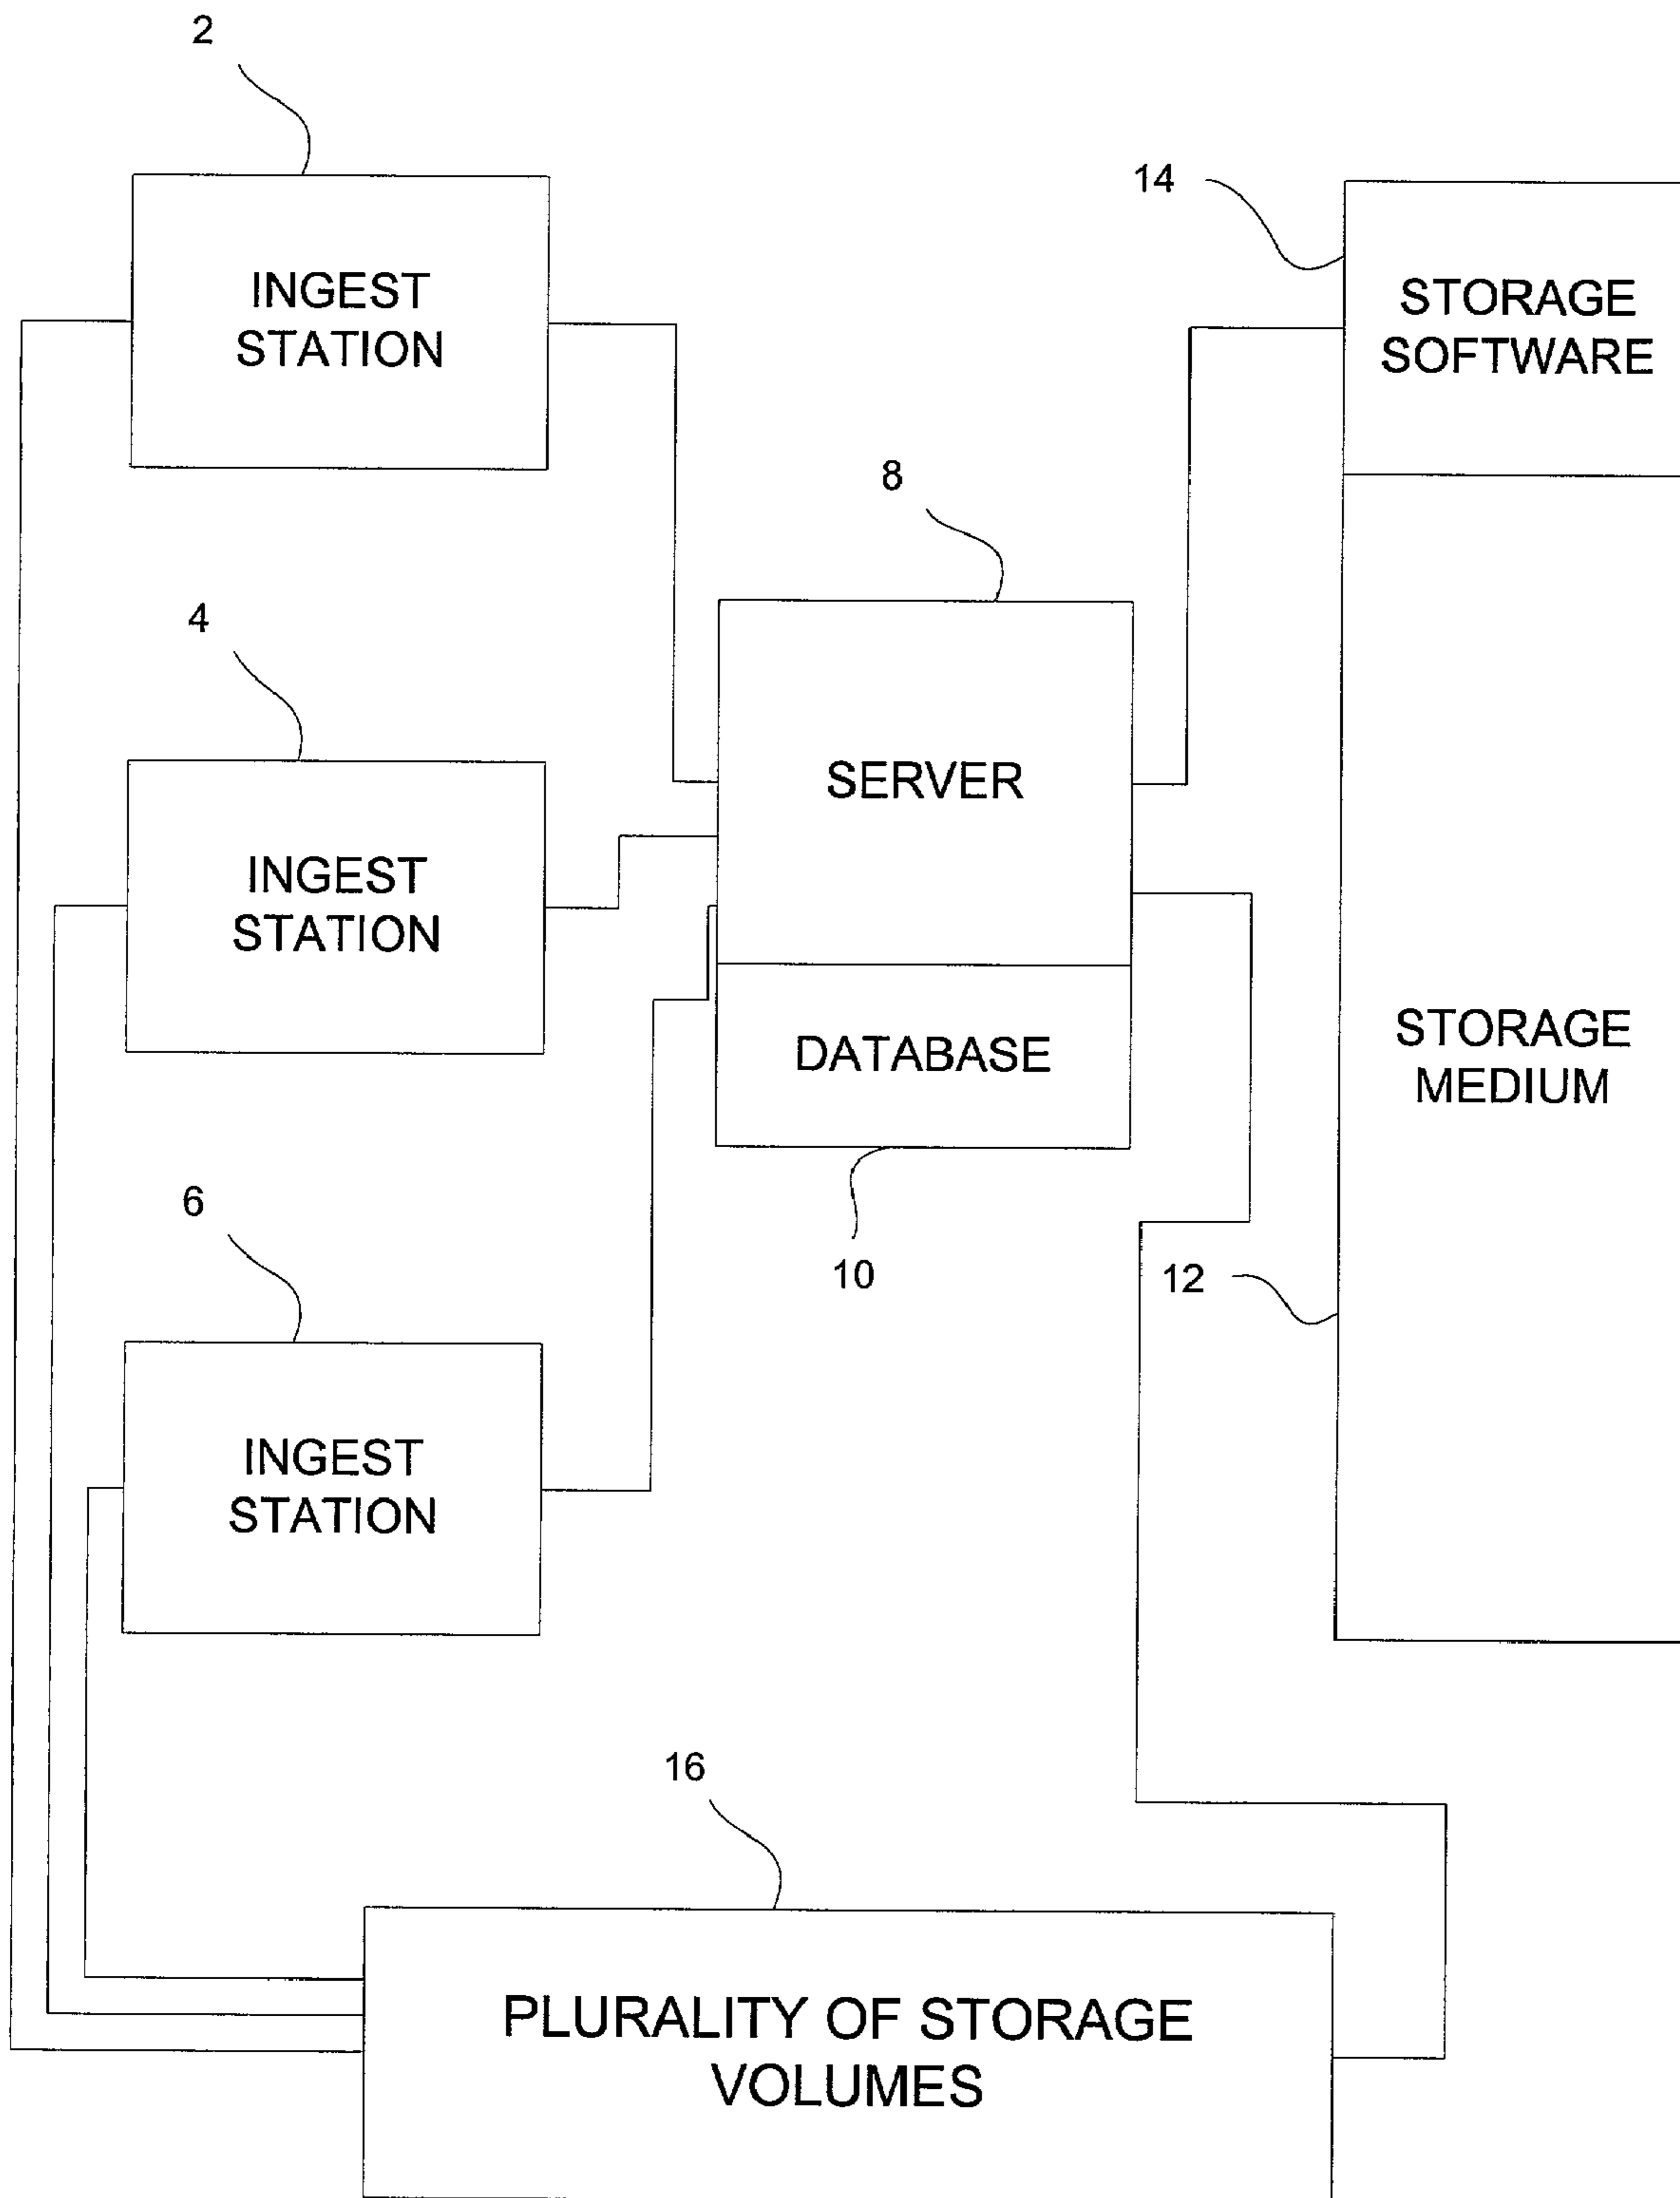 2
INGEST
STATION
14
STORAGE
SOFTWARE
8
4
SERVER
INGEST
STATION
DATABASE
STORAGE
MEDIUM
6
10
12
INGEST
STATION
16
PLURALITY OF STORAGE
VOLUMES